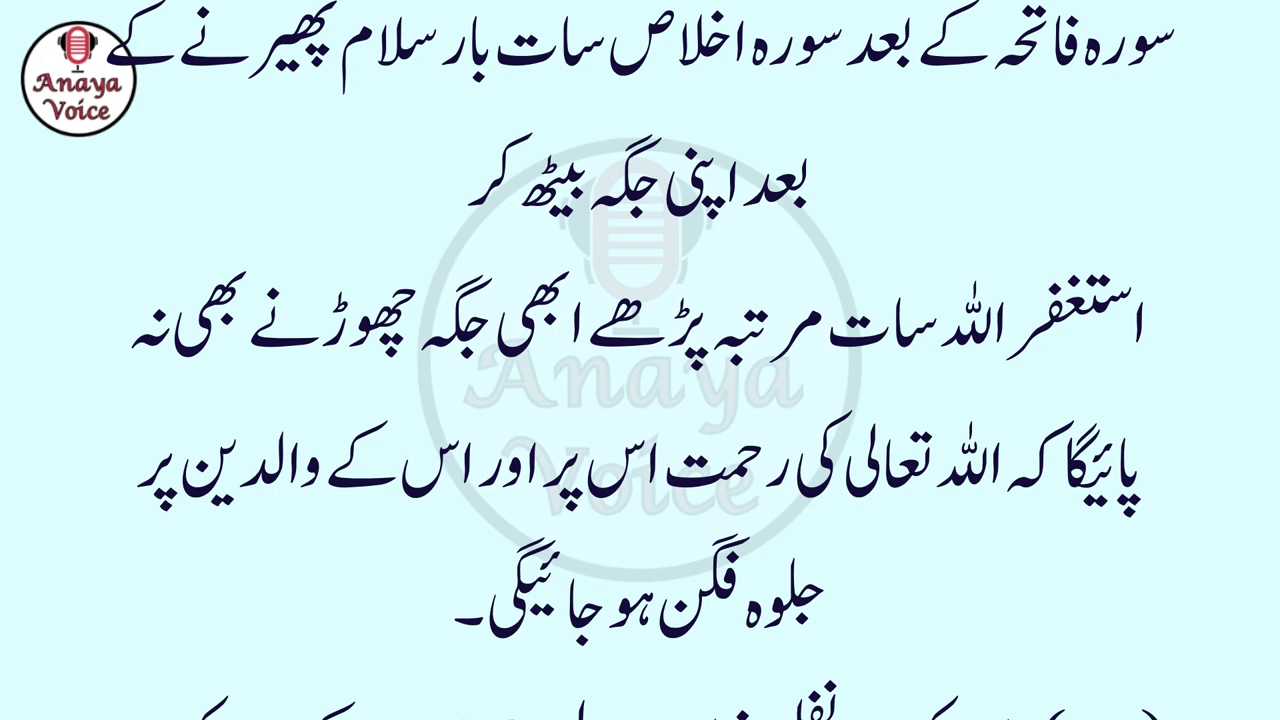 سورہ فاتحہ کے بعد سورہ اخلاص سات بار سلام پھیرنے کے
Anaya
Voice
بعد اپنی جگہ بیٹھ کر
استغفر اللہ سات مرتبہ پڑھے ابھی جگہ چھوڑنے بھی نہ
پائیگا کہ اللہ تعالی کی رحمت اس پر اور اس کے والدین پر
جلوہ فگن ہو جائیگی۔
Anaya
Voice